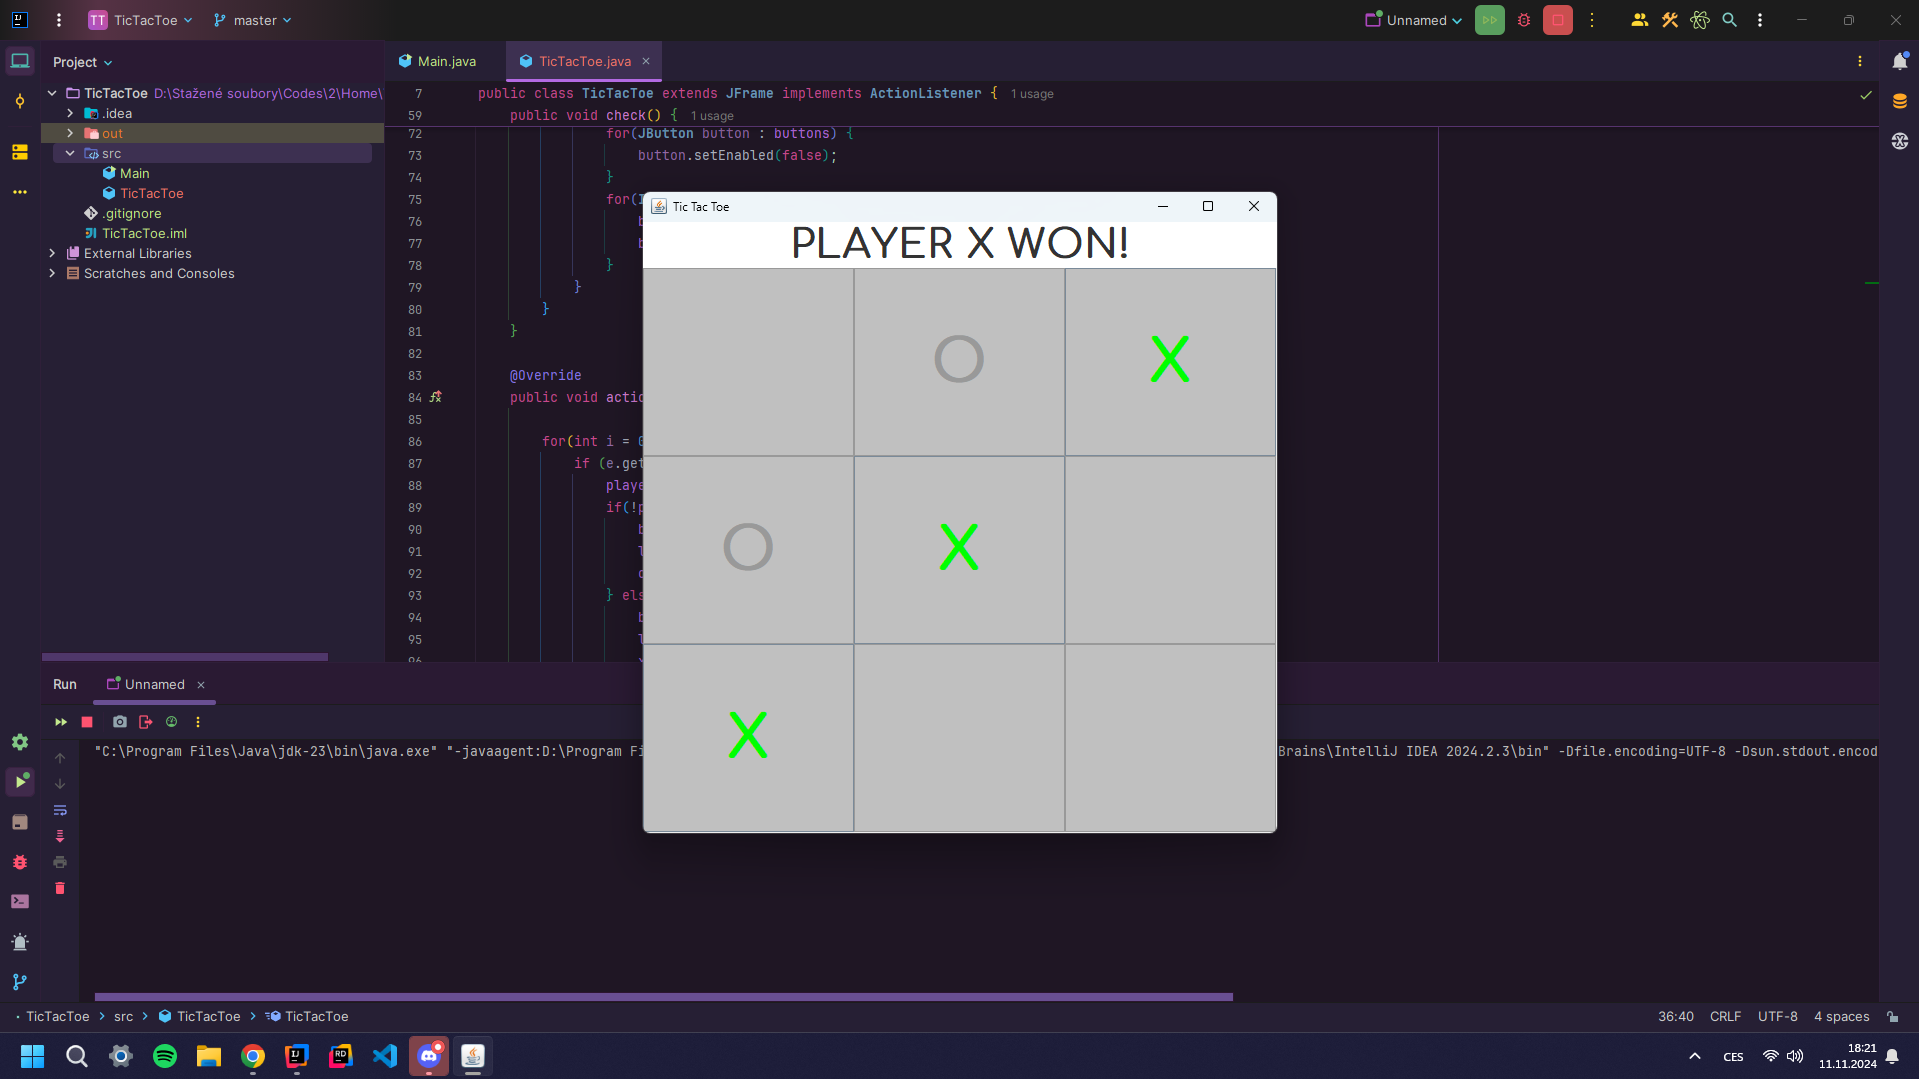 TT TicTacToe master Unnamed
Project
Main.java TicTacToe.java
TicTacToe D:\Stažené soubory\Codes\2\Home\
.idea
out
src
Main
TicTacToe
.gitignore
TicTacToe.iml
External Libraries
Scratches and Consoles
7 public class TicTacToe extends JFrame implements ActionListener { 1 usage
59 public void check() { 1 usage
72 for(JButton button : buttons) {
73 button.setEnabled(false);
74 }
75 for(
76
77
78 }
79 }
80 }
81 }
82
83 @Override
84 public void actio
85
86 for(int i = 0
87 if (e.get
88 playe
89 if(!p
90
91
92
93 } els
94
95
96
Tic Tac Toe
PLAYER X WON!
O X
O X
X
Run Unnamed
"C:\Program Files\Java\jdk-23\bin\java.exe" "-javaagent:D:\Program Fi
Brains\IntelliJ IDEA 2024.2.3\bin" -Dfile.encoding=UTF-8 -Dsun.stdout.encod
TicTacToe src TicTacToe TicTacToe
36:40 CRLF UTF-8 4 spaces
CES
18:21
11.11.2024